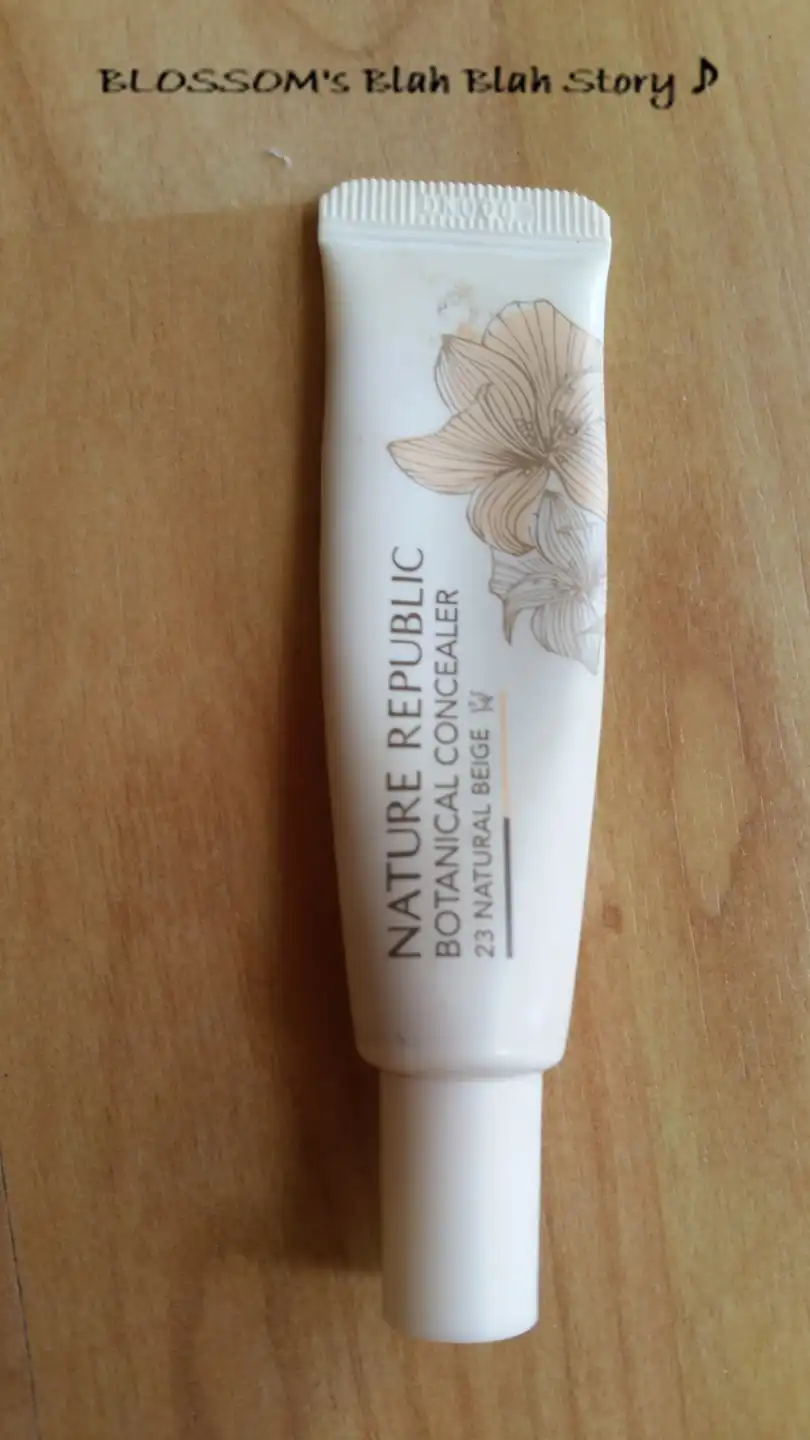 BLOSSOM's Blah Blah Story ♪
NATURE REPUBLIC
BOTANICAL CONCEALER
23 NATURAL BEIGE